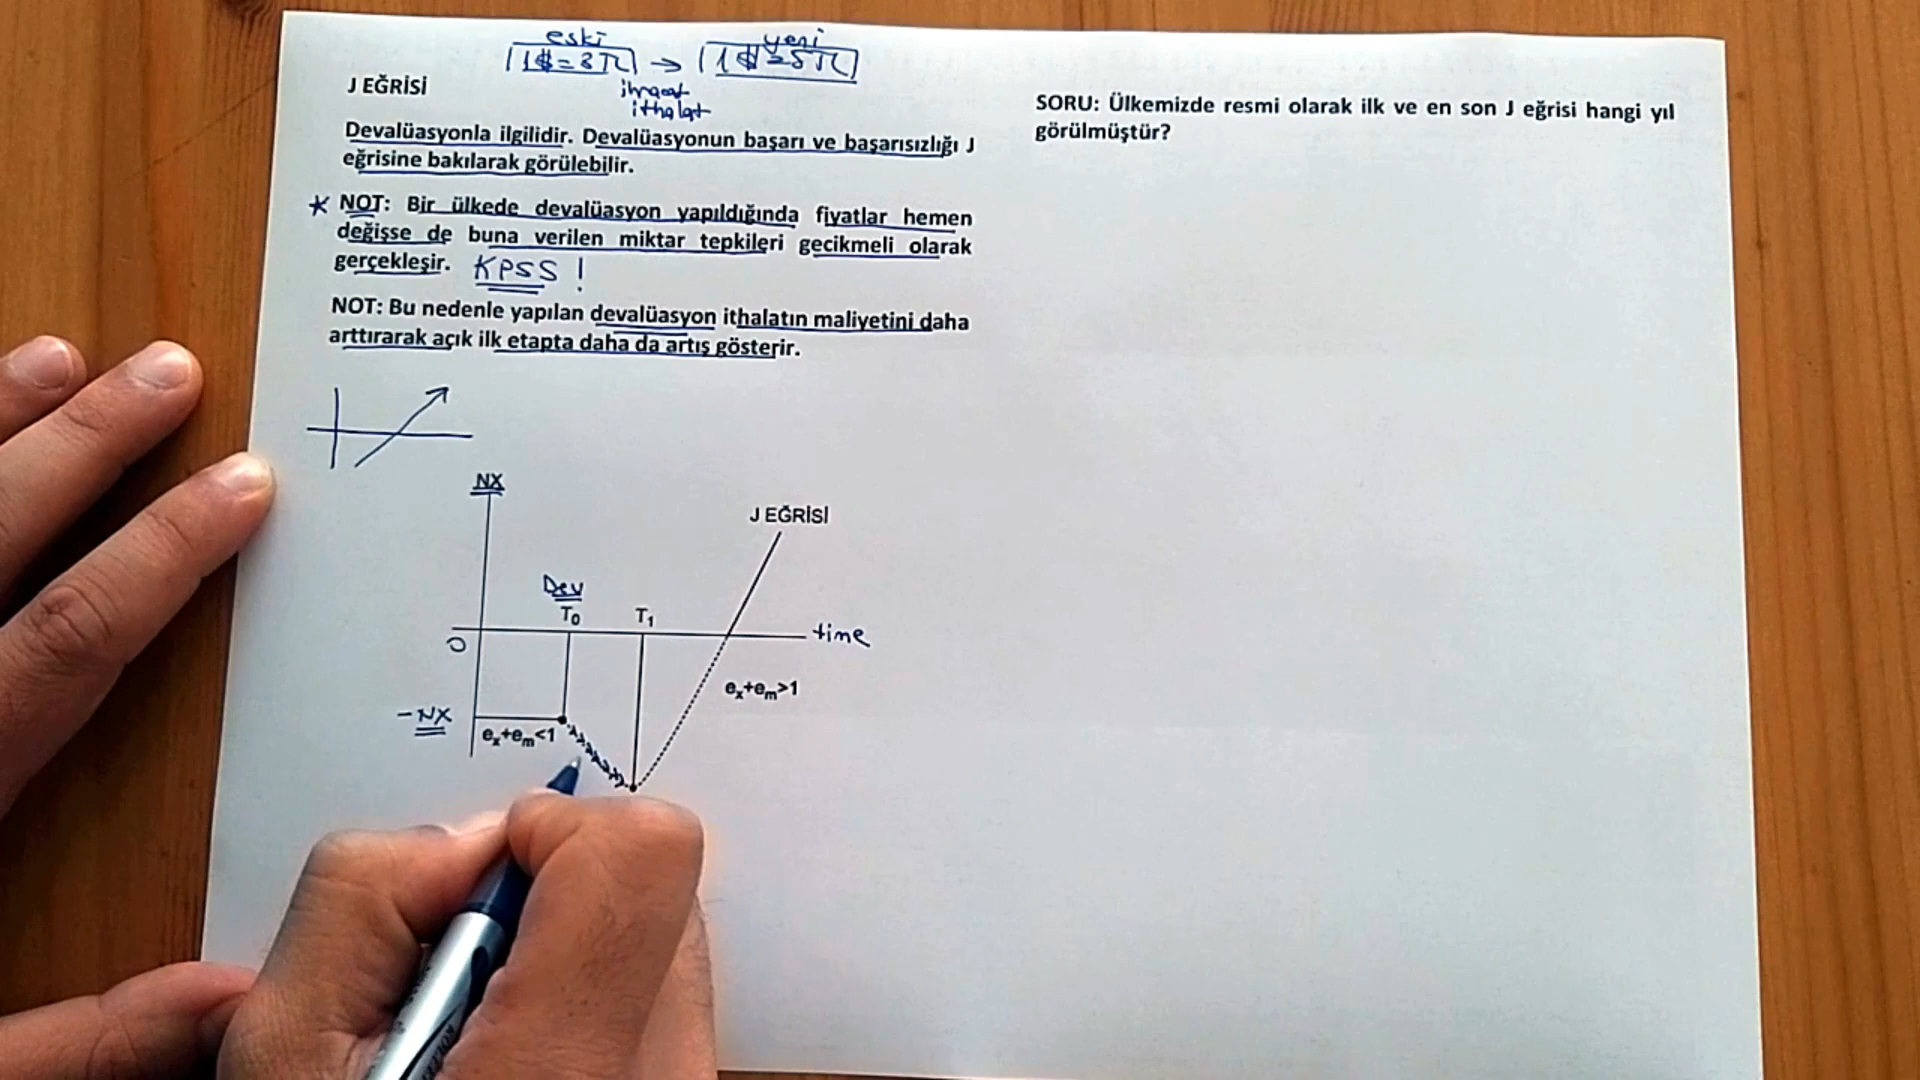 eski yeni
1$=3TL → 1$=5TL
ihracat
ithalat
J EĞRİSİ
Devalüasyonla ilgilidir. Devalüasyonun başarı ve başarısızlığı J
eğrisine bakılarak görülebilir.
NOT: Bir ülkede devalüasyon yapıldığında fiyatlar hemen
değişse de buna verilen miktar tepkileri gecikmeli olarak
gerçekleşir. KPSS !
NOT: Bu nedenle yapılan devalüasyon ithalatın maliyetini daha
arttırarak açık ilk etapta daha da artış gösterir.
NX
J EĞRİSİ
Dev
T0 T1
time
0
ex+em>1
-NX
ex+em<1
SORU: Ülkemizde resmi olarak ilk ve en son J eğrisi hangi yıl
görülmüştür?